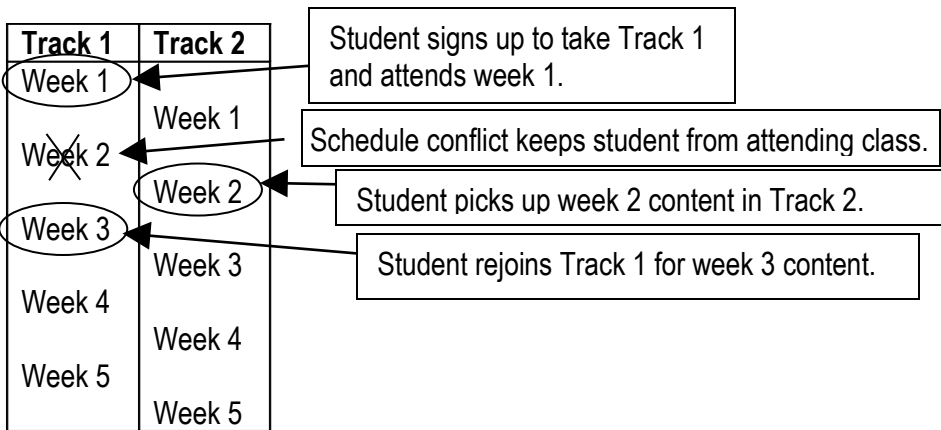 Track 1 Track 2
Week 1
Week 1
Week 2
Week 2
Week 3
Week 3
Week 4
Week 4
Week 5
Week 5
Student signs up to take Track 1
and attends week 1.
Schedule conflict keeps student from attending class.
Student picks up week 2 content in Track 2.
Student rejoins Track 1 for week 3 content.